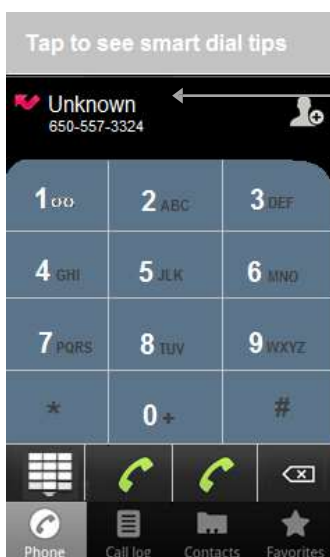 Tap to see smart dial tips
Unknown
650-557-3324
1
2 ABC
3 DEF
4 GHI
5 JLK
6 MNO
7 PQRS
8 TUV
9 WXYZ
*
0 +
#
Phone
Call log
Contacts
Favorites